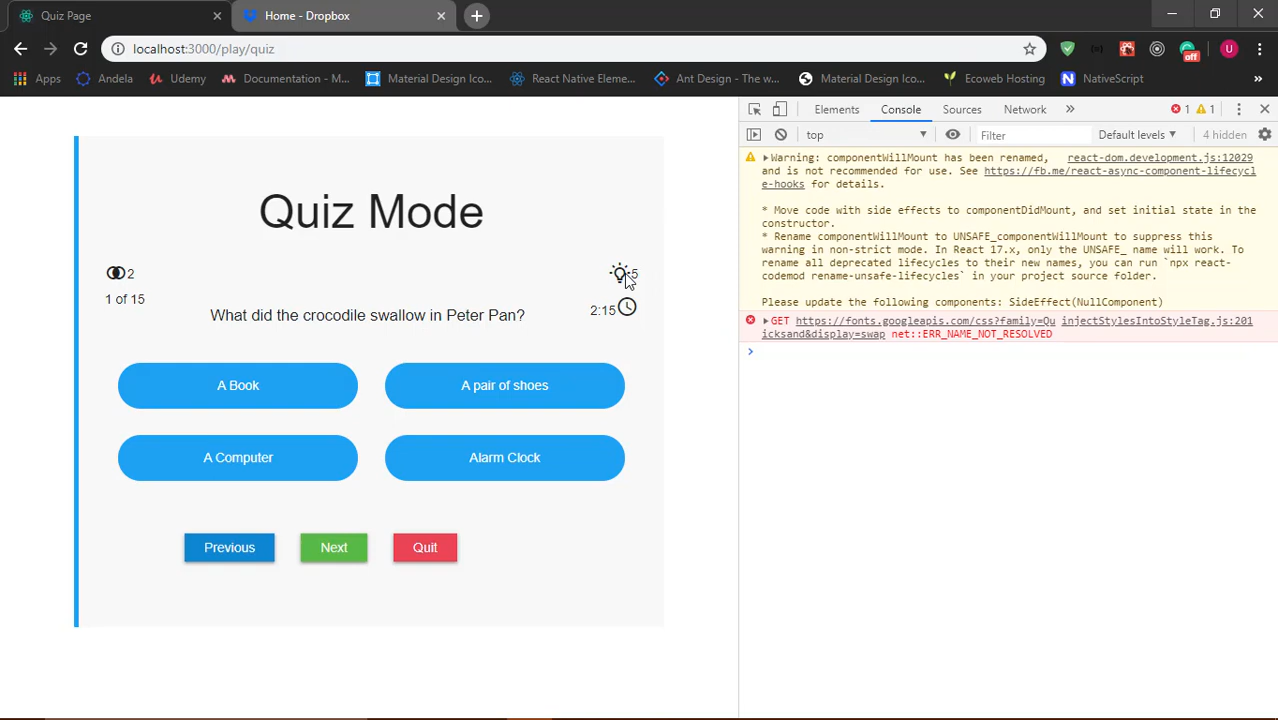 Quiz Page
Home - Dropbox
localhost:3000/play/quiz
U
off
Apps
Andela
Udemy
Documentation - M...
Material Design Ico...
React Native Eleme...
Ant Design - The w...
Material Design Ico...
Ecoweb Hosting
NativeScript
Quiz Mode
2
5
1 of 15
2:15
What did the crocodile swallow in Peter Pan?
A Book
A pair of shoes
A Computer
Alarm Clock
Previous
Next
Quit
Elements
Console
Sources
Network
1
1
top
Filter
Default levels
4 hidden
Warning: componentWillMount has been renamed, react-dom.development.js:12029
and is not recommended for use. See https://fb.me/react-async-component-lifecycl
e-hooks for details.
* Move code with side effects to componentDidMount, and set initial state in the
constructor.
* Rename componentWillMount to UNSAFE_componentWillMount to suppress this
warning in non-strict mode. In React 17.x, only the UNSAFE_ name will work. To
rename all deprecated lifecycles to their new names, you can run `npx react-
codemod rename-unsafe-lifecycles` in your project source folder.
Please update the following components: SideEffect(NullComponent)
GET https://fonts.googleapis.com/css?family=Qu injectStylesIntoStyleTag.js:201
icksand&display=swap net::ERR_NAME_NOT_RESOLVED